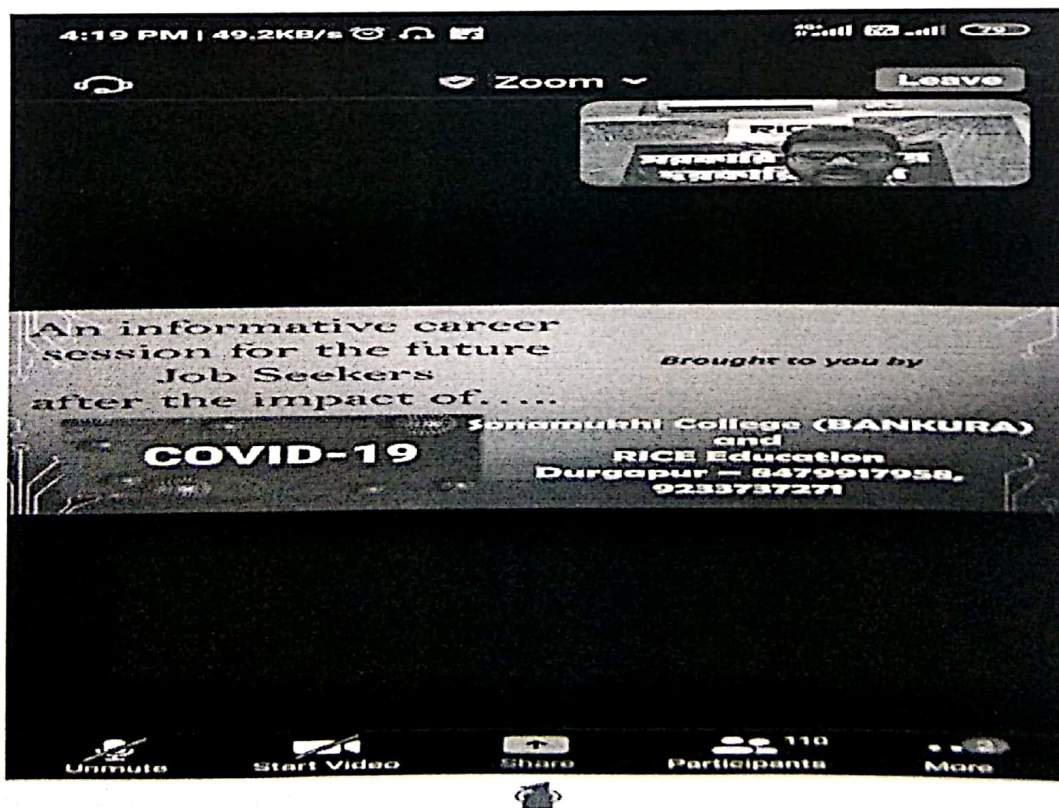 4:19 PM | 49.2KB/s
79
Zoom
Leave
RICE
An informative career
session for the future
Job Seekers
after the impact of.....
COVID-19
Brought to you by
Sonamukhi College (BANKURA)
and
RICE Education
Durgapur – 8479917958,
9233737271
Unmute
Start Video
Share
110
Participants
More